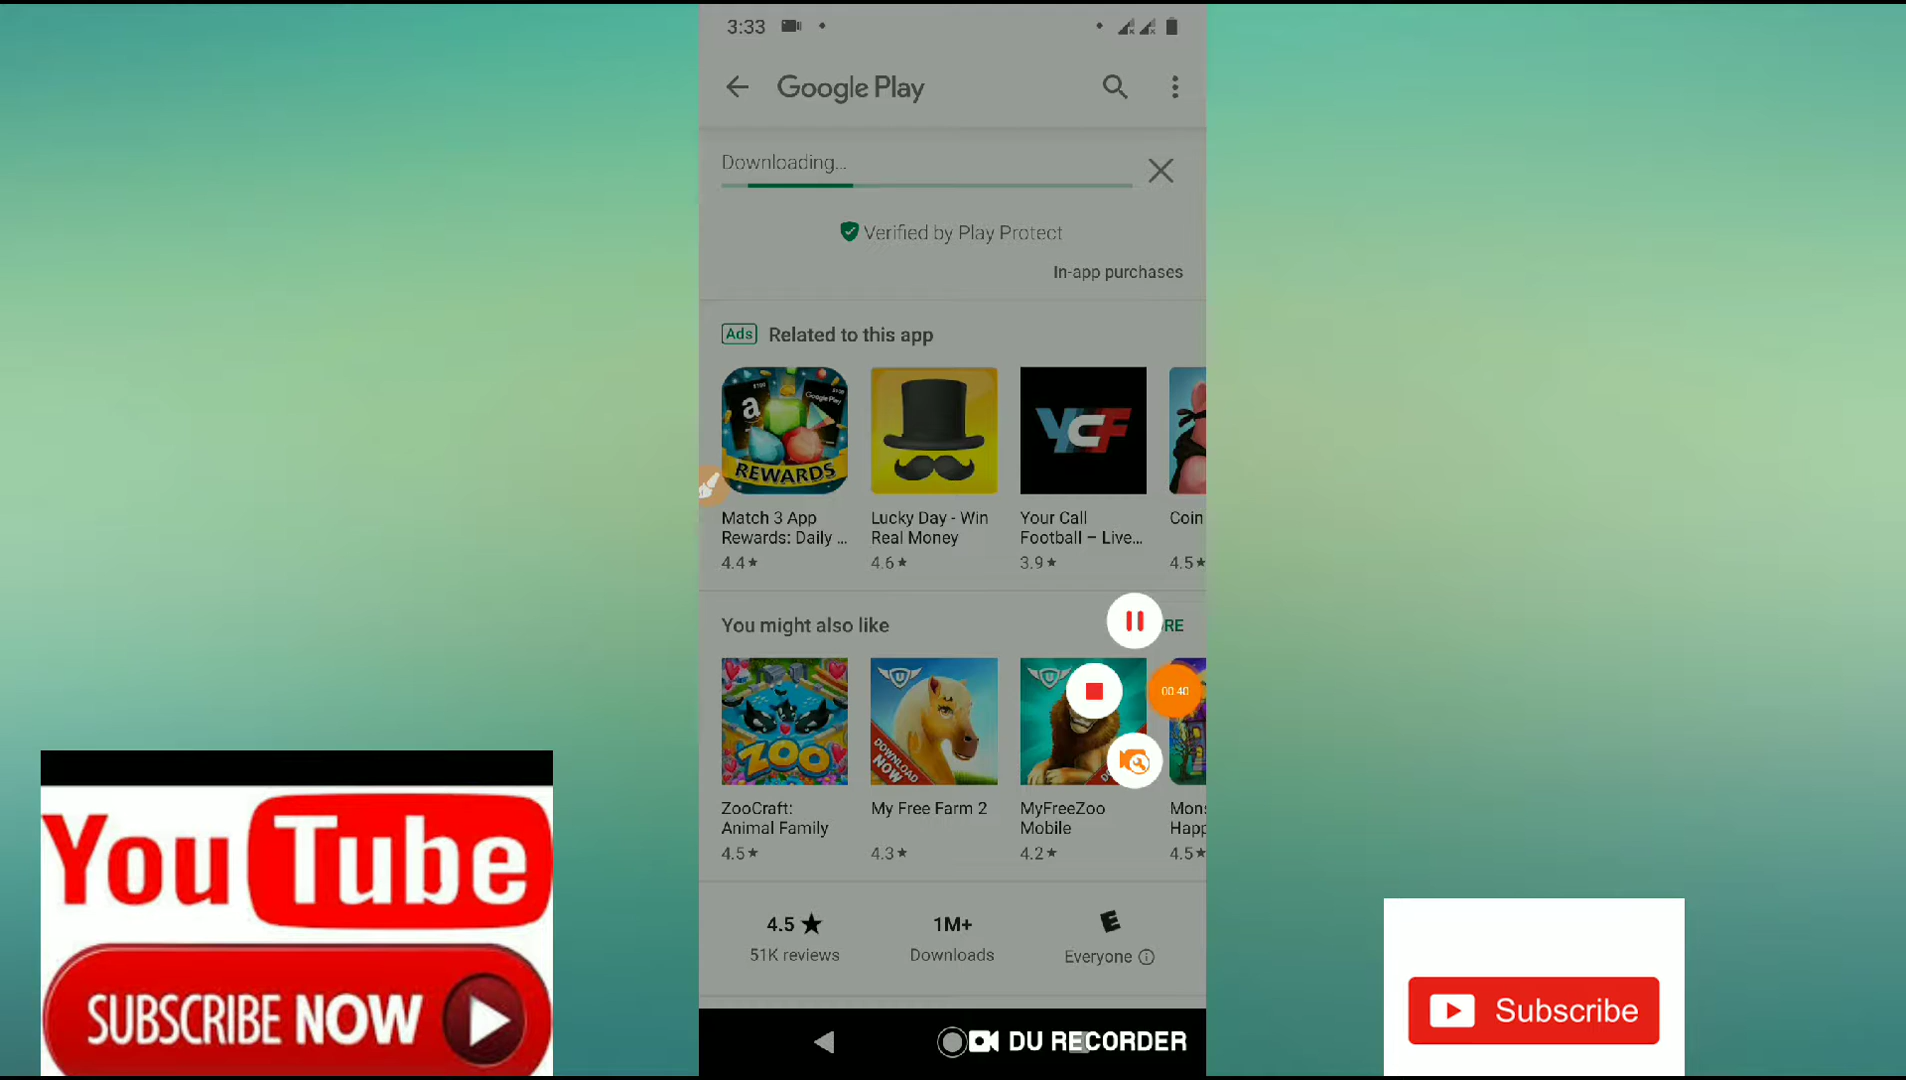 3:33
Google Play
Downloading...
Verified by Play Protect
In-app purchases
Ads Related to this app
a
Google Play
REWARDS
YCF
Match 3 App
Rewards: Daily ...
4.4★
Lucky Day - Win
Real Money
4.6★
Your Call
Football – Live...
3.9★
Coin
4.5★
You might also like
RE
00:40
ZOO
U
DOWNLOAD
NOW
U
ZooCraft:
Animal Family
4.5★
My Free Farm 2
4.3★
MyFreeZoo
Mobile
4.2★
Mons
Happ
4.5★
4.5★
51K reviews
1M+
Downloads
E
Everyone
DU RECORDER
YouTube
SUBSCRIBE NOW
Subscribe